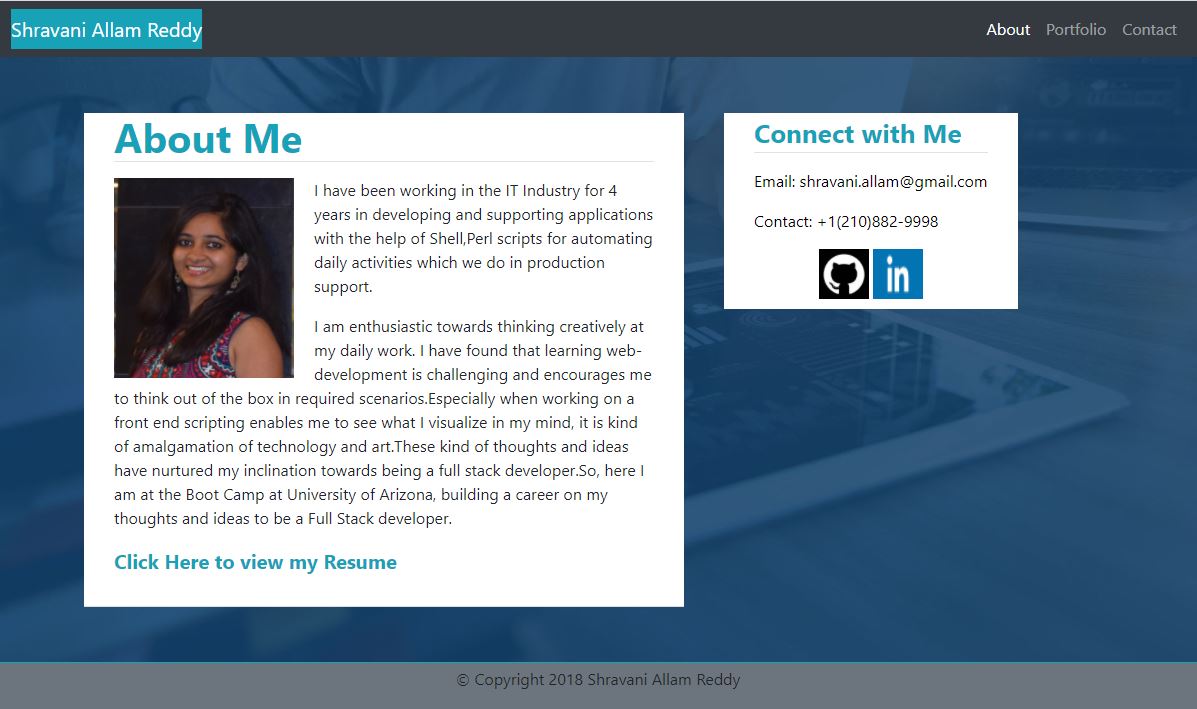 Shravani Allam Reddy
About Portfolio Contact
About Me
I have been working in the IT Industry for 4
years in developing and supporting applications
with the help of Shell,Perl scripts for automating
daily activities which we do in production
support.
I am enthusiastic towards thinking creatively at
my daily work. I have found that learning web-
development is challenging and encourages me
to think out of the box in required scenarios.Especially when working on a
front end scripting enables me to see what I visualize in my mind, it is kind
of amalgamation of technology and art.These kind of thoughts and ideas
have nurtured my inclination towards being a full stack developer.So, here I
am at the Boot Camp at University of Arizona, building a career on my
thoughts and ideas to be a Full Stack developer.
Click Here to view my Resume
Connect with Me
Email: shravani.allam@gmail.com
Contact: +1(210)882-9998
in
© Copyright 2018 Shravani Allam Reddy